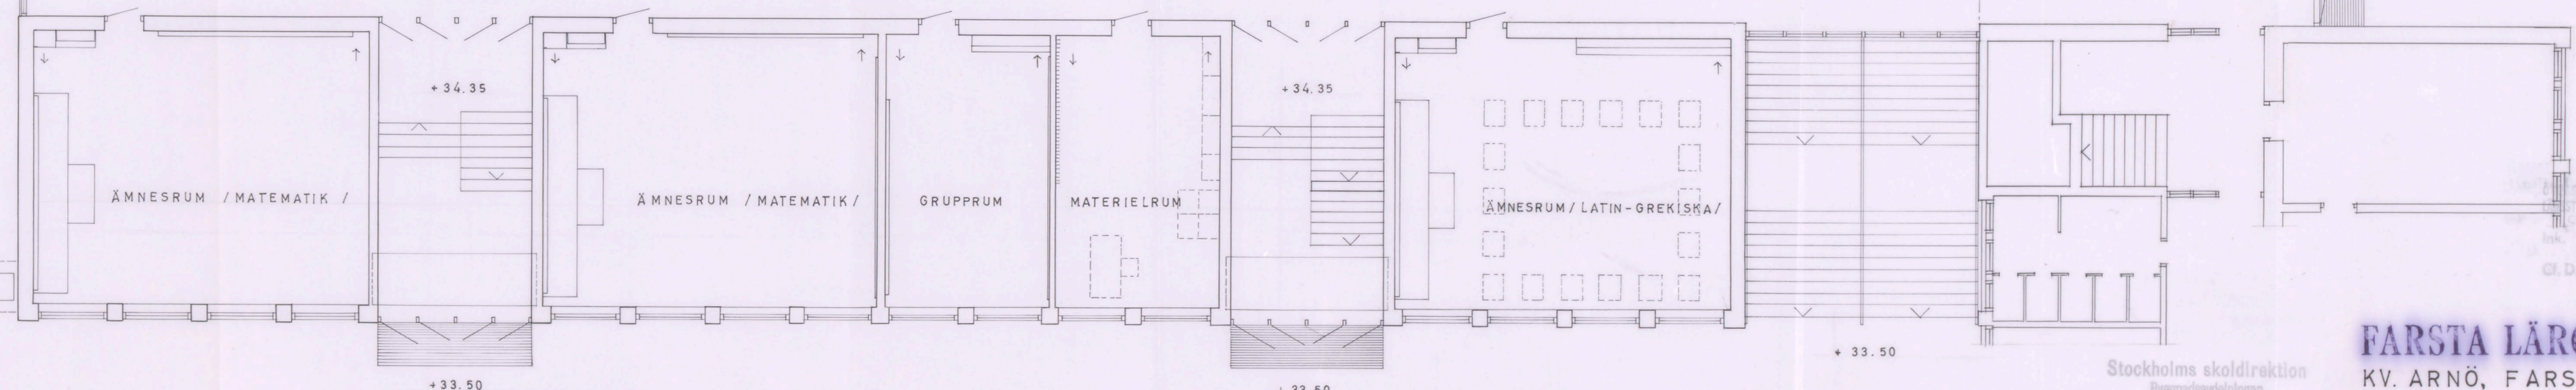 + 34.35
+ 34.35
ÄMNESRUM / MATEMATIK /
ÄMNESRUM / MATEMATIK /
GRUPPRUM
MATERIELRUM
ÄMNESRUM / LATIN-GREKISKA /
+ 33.50
+ 33.50
+33.50
Ink.
Stockholms skoldirektion
FARSTA LÄR
KV. ARNÖ, FARS